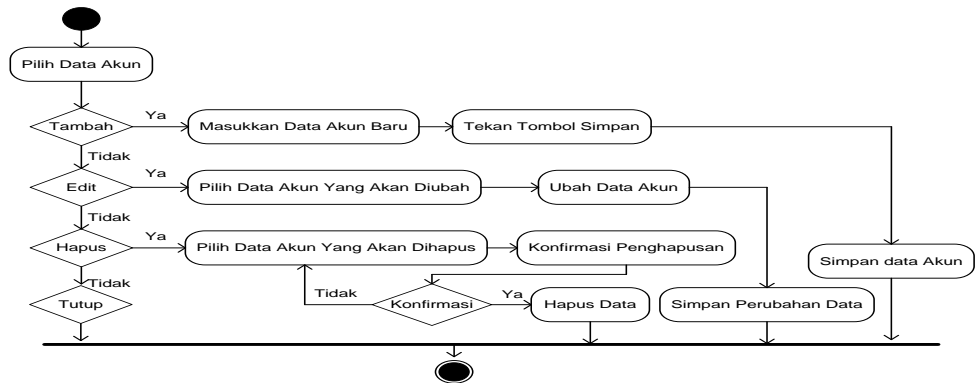 Pilih Data Akun
Tambah
Ya
Masukkan Data Akun Baru
Tekan Tombol Simpan
Tidak
Edit
Ya
Pilih Data Akun Yang Akan Diubah
Ubah Data Akun
Tidak
Hapus
Ya
Pilih Data Akun Yang Akan Dihapus
Konfirmasi Penghapusan
Simpan data Akun
Tidak
Tutup
Tidak
Konfirmasi
Ya
Hapus Data
Simpan Perubahan Data